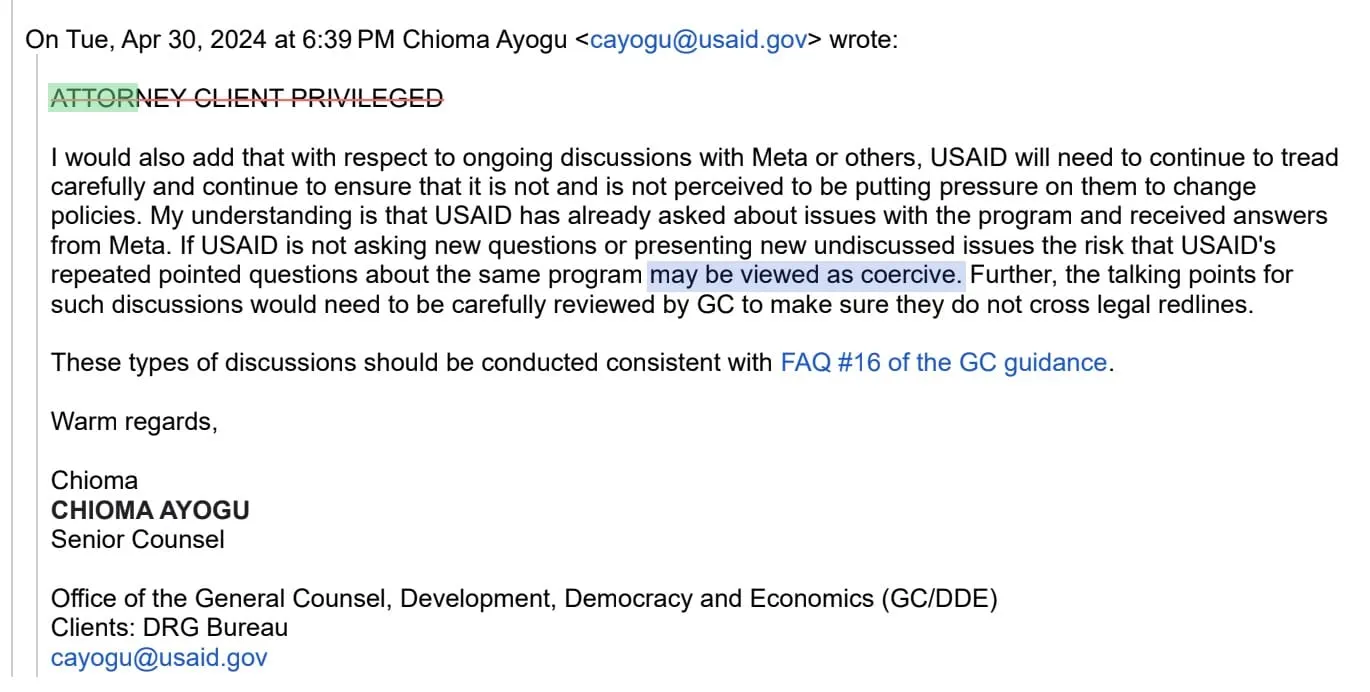 On Tue, Apr 30, 2024 at 6:39 PM Chioma Ayogu <cayogu@usaid.gov> wrote:
ATTORNEY CLIENT PRIVILEGED
I would also add that with respect to ongoing discussions with Meta or others, USAID will need to continue to tread
carefully and continue to ensure that it is not and is not perceived to be putting pressure on them to change
policies. My understanding is that USAID has already asked about issues with the program and received answers
from Meta. If USAID is not asking new questions or presenting new undiscussed issues the risk that USAID's
repeated pointed questions about the same program may be viewed as coercive. Further, the talking points for
such discussions would need to be carefully reviewed by GC to make sure they do not cross legal redlines.
These types of discussions should be conducted consistent with FAQ #16 of the GC guidance.
Warm regards,
Chioma
CHIOMA AYOGU
Senior Counsel
Office of the General Counsel, Development, Democracy and Economics (GC/DDE)
Clients: DRG Bureau
cayogu@usaid.gov